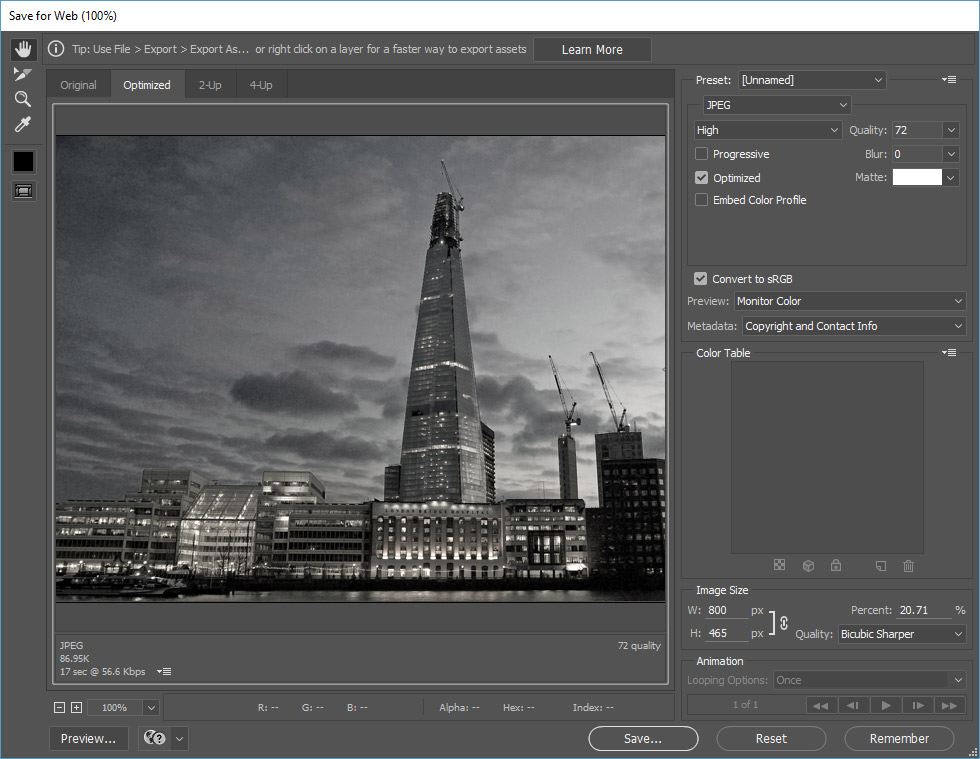 Save for Web (100%)
Tip: Use File > Export > Export As... or right click on a layer for a faster way to export assets
Learn More
Original
Optimized
2-Up
4-Up
JPEG
86.95K
17 sec @ 56.6 Kbps
72 quality
100%
R: --
G: --
B: --
Alpha: --
Hex: --
Index: --
Preview...
Preset: [Unnamed]
JPEG
High
Quality: 72
Progressive
Blur: 0
Optimized
Matte:
Embed Color Profile
Convert to sRGB
Preview: Monitor Color
Metadata: Copyright and Contact Info
Color Table
Image Size
W: 800 px
Percent: 20.71 %
H: 465 px
Quality: Bicubic Sharper
Animation
Looping Options: Once
1 of 1
Save...
Reset
Remember